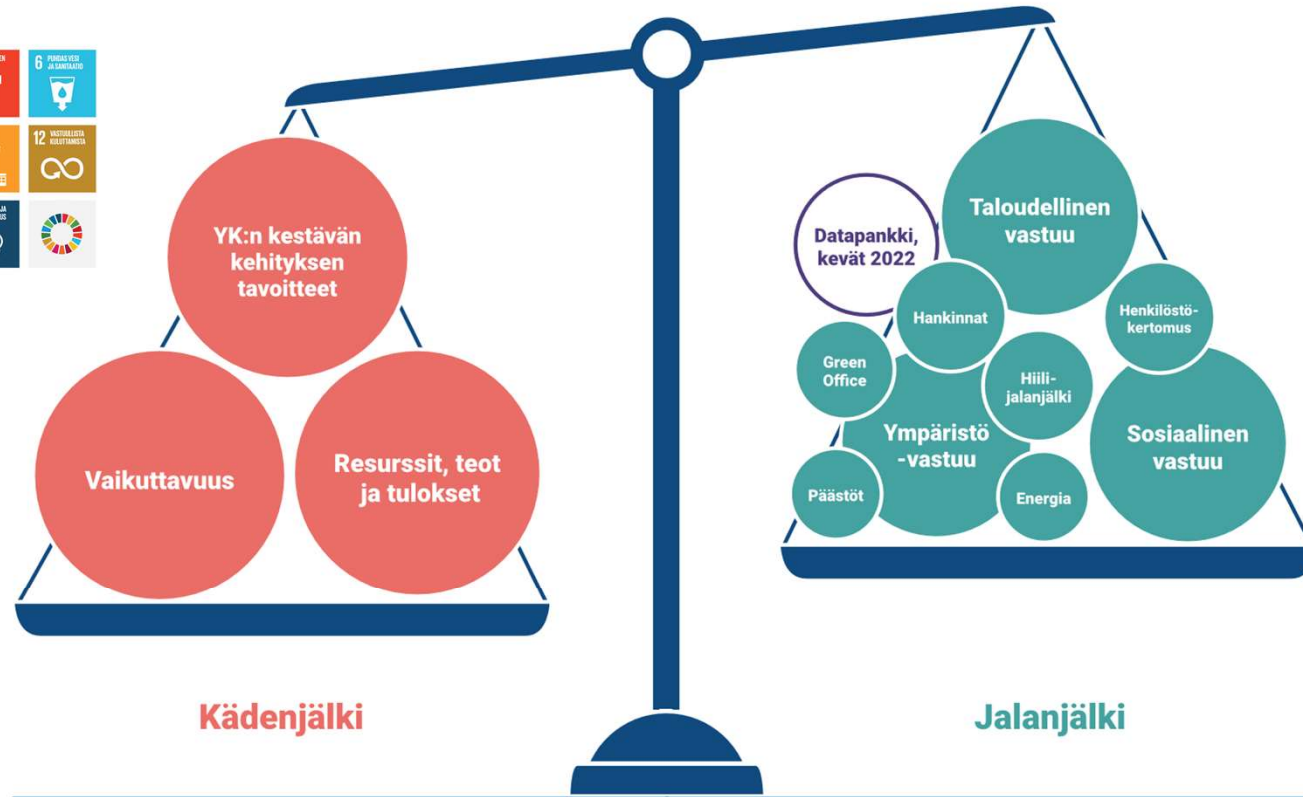 6 PUHDAS VESI
JA SANITAATIO
12 VASTUULLISTA
KULUTTAMISTA
YK:n kestävän
kehityksen
tavoitteet
Vaikuttavuus
Resurssit, teot
ja tulokset
Kädenjälki
Datapankki,
kevät 2022
Taloudellinen
vastuu
Hankinnat
Henkilöstö-
kertomus
Green
Office
Hiili-
jalanjälki
Ympäristö
-vastuu
Sosiaalinen
vastuu
Päästöt
Energia
Jalanjälki